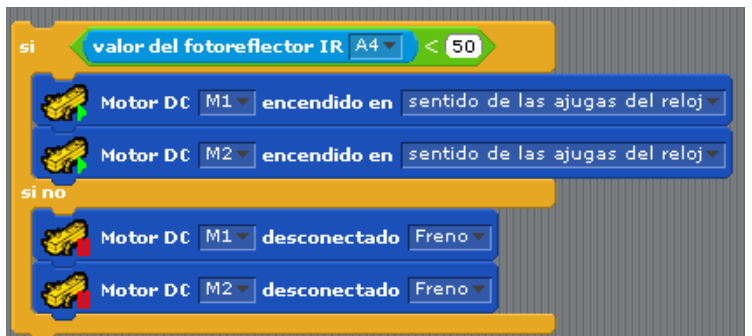 si valor del fotoreflector IR A4 < 50
Motor DC M1 encendido en sentido de las ajugas del reloj
Motor DC M2 encendido en sentido de las ajugas del reloj
si no
Motor DC M1 desconectado Freno
Motor DC M2 desconectado Freno